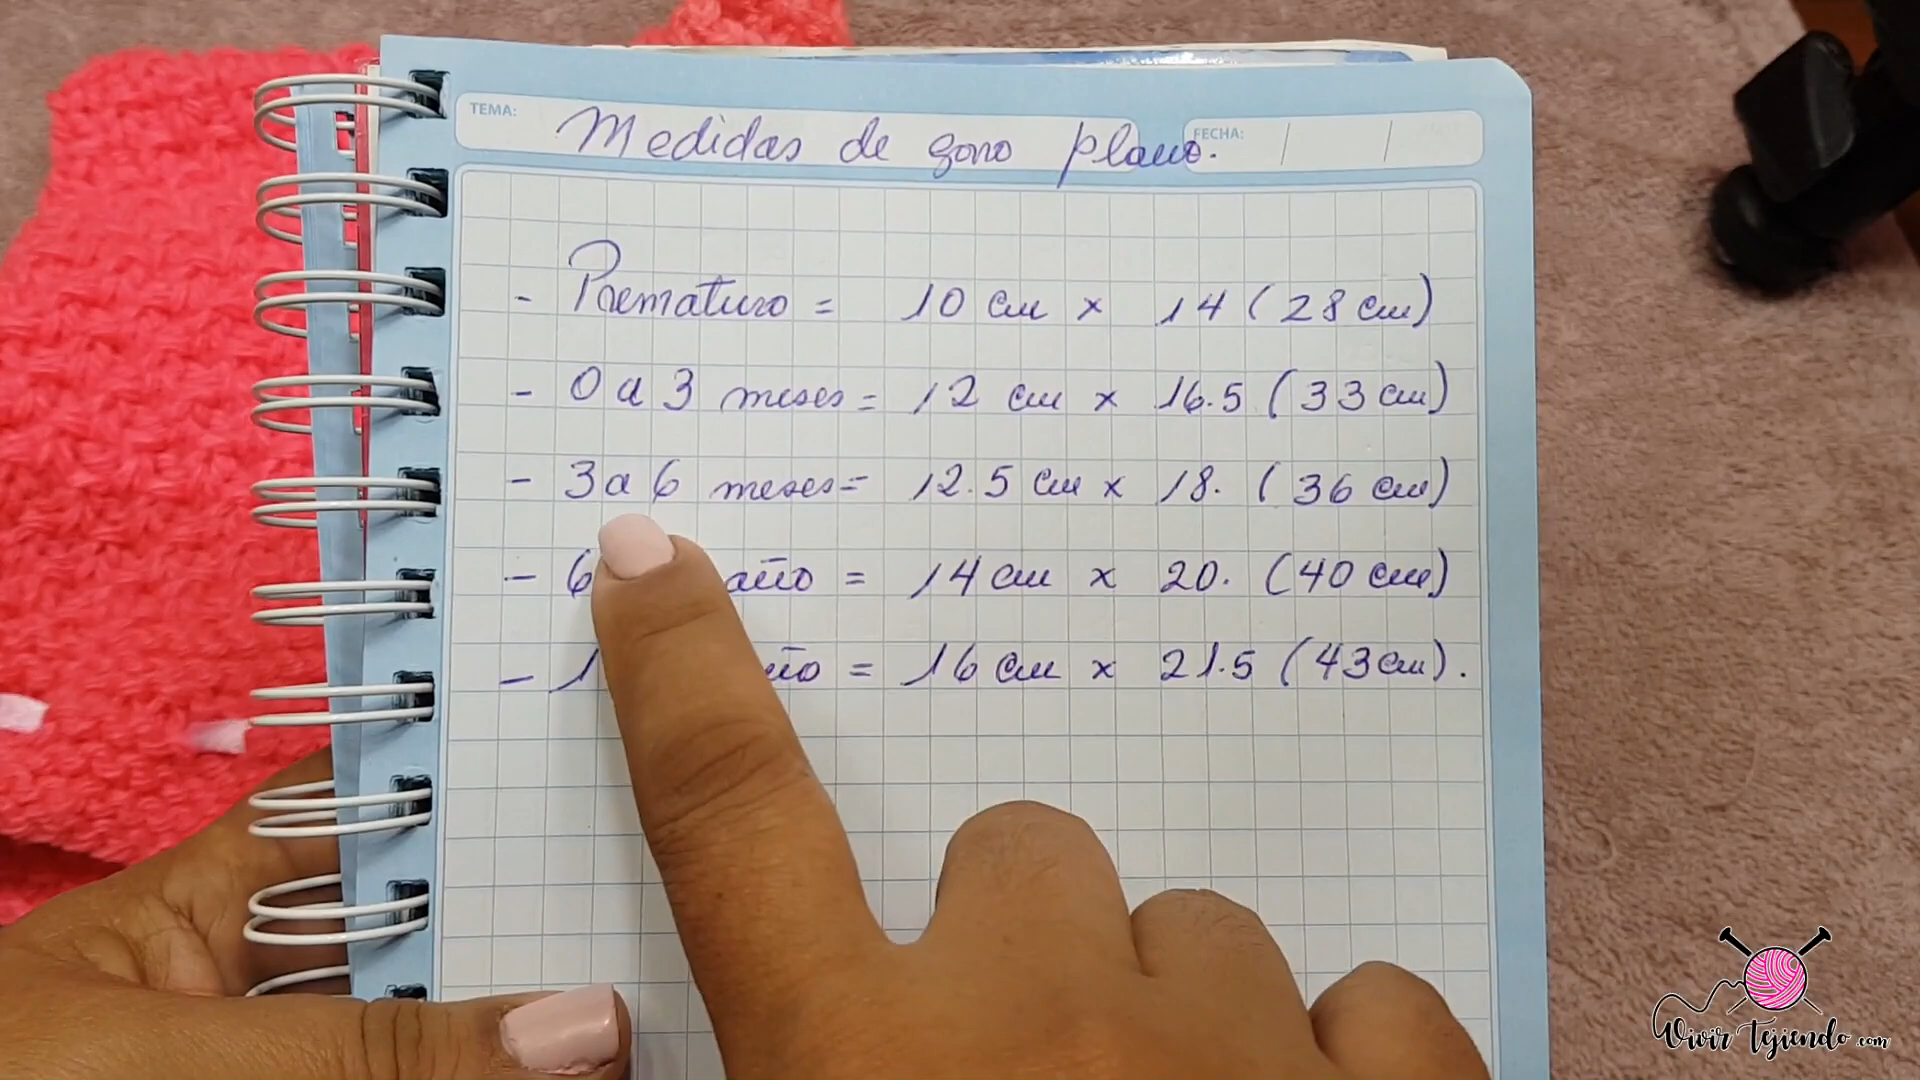 TEMA: Medidas de gorro plano. FECHA:
- Prematuro = 10 cm x 14 (28 cm)
- 0 a 3 meses = 12 cm x 16.5 (33 cm)
- 3 a 6 meses = 12.5 cm x 18. (36 cm)
- 6 año = 14 cm x 20. (40 cm)
- 1 = 16 cm x 21.5 (43 cm).
Vivir Tejiendo.com